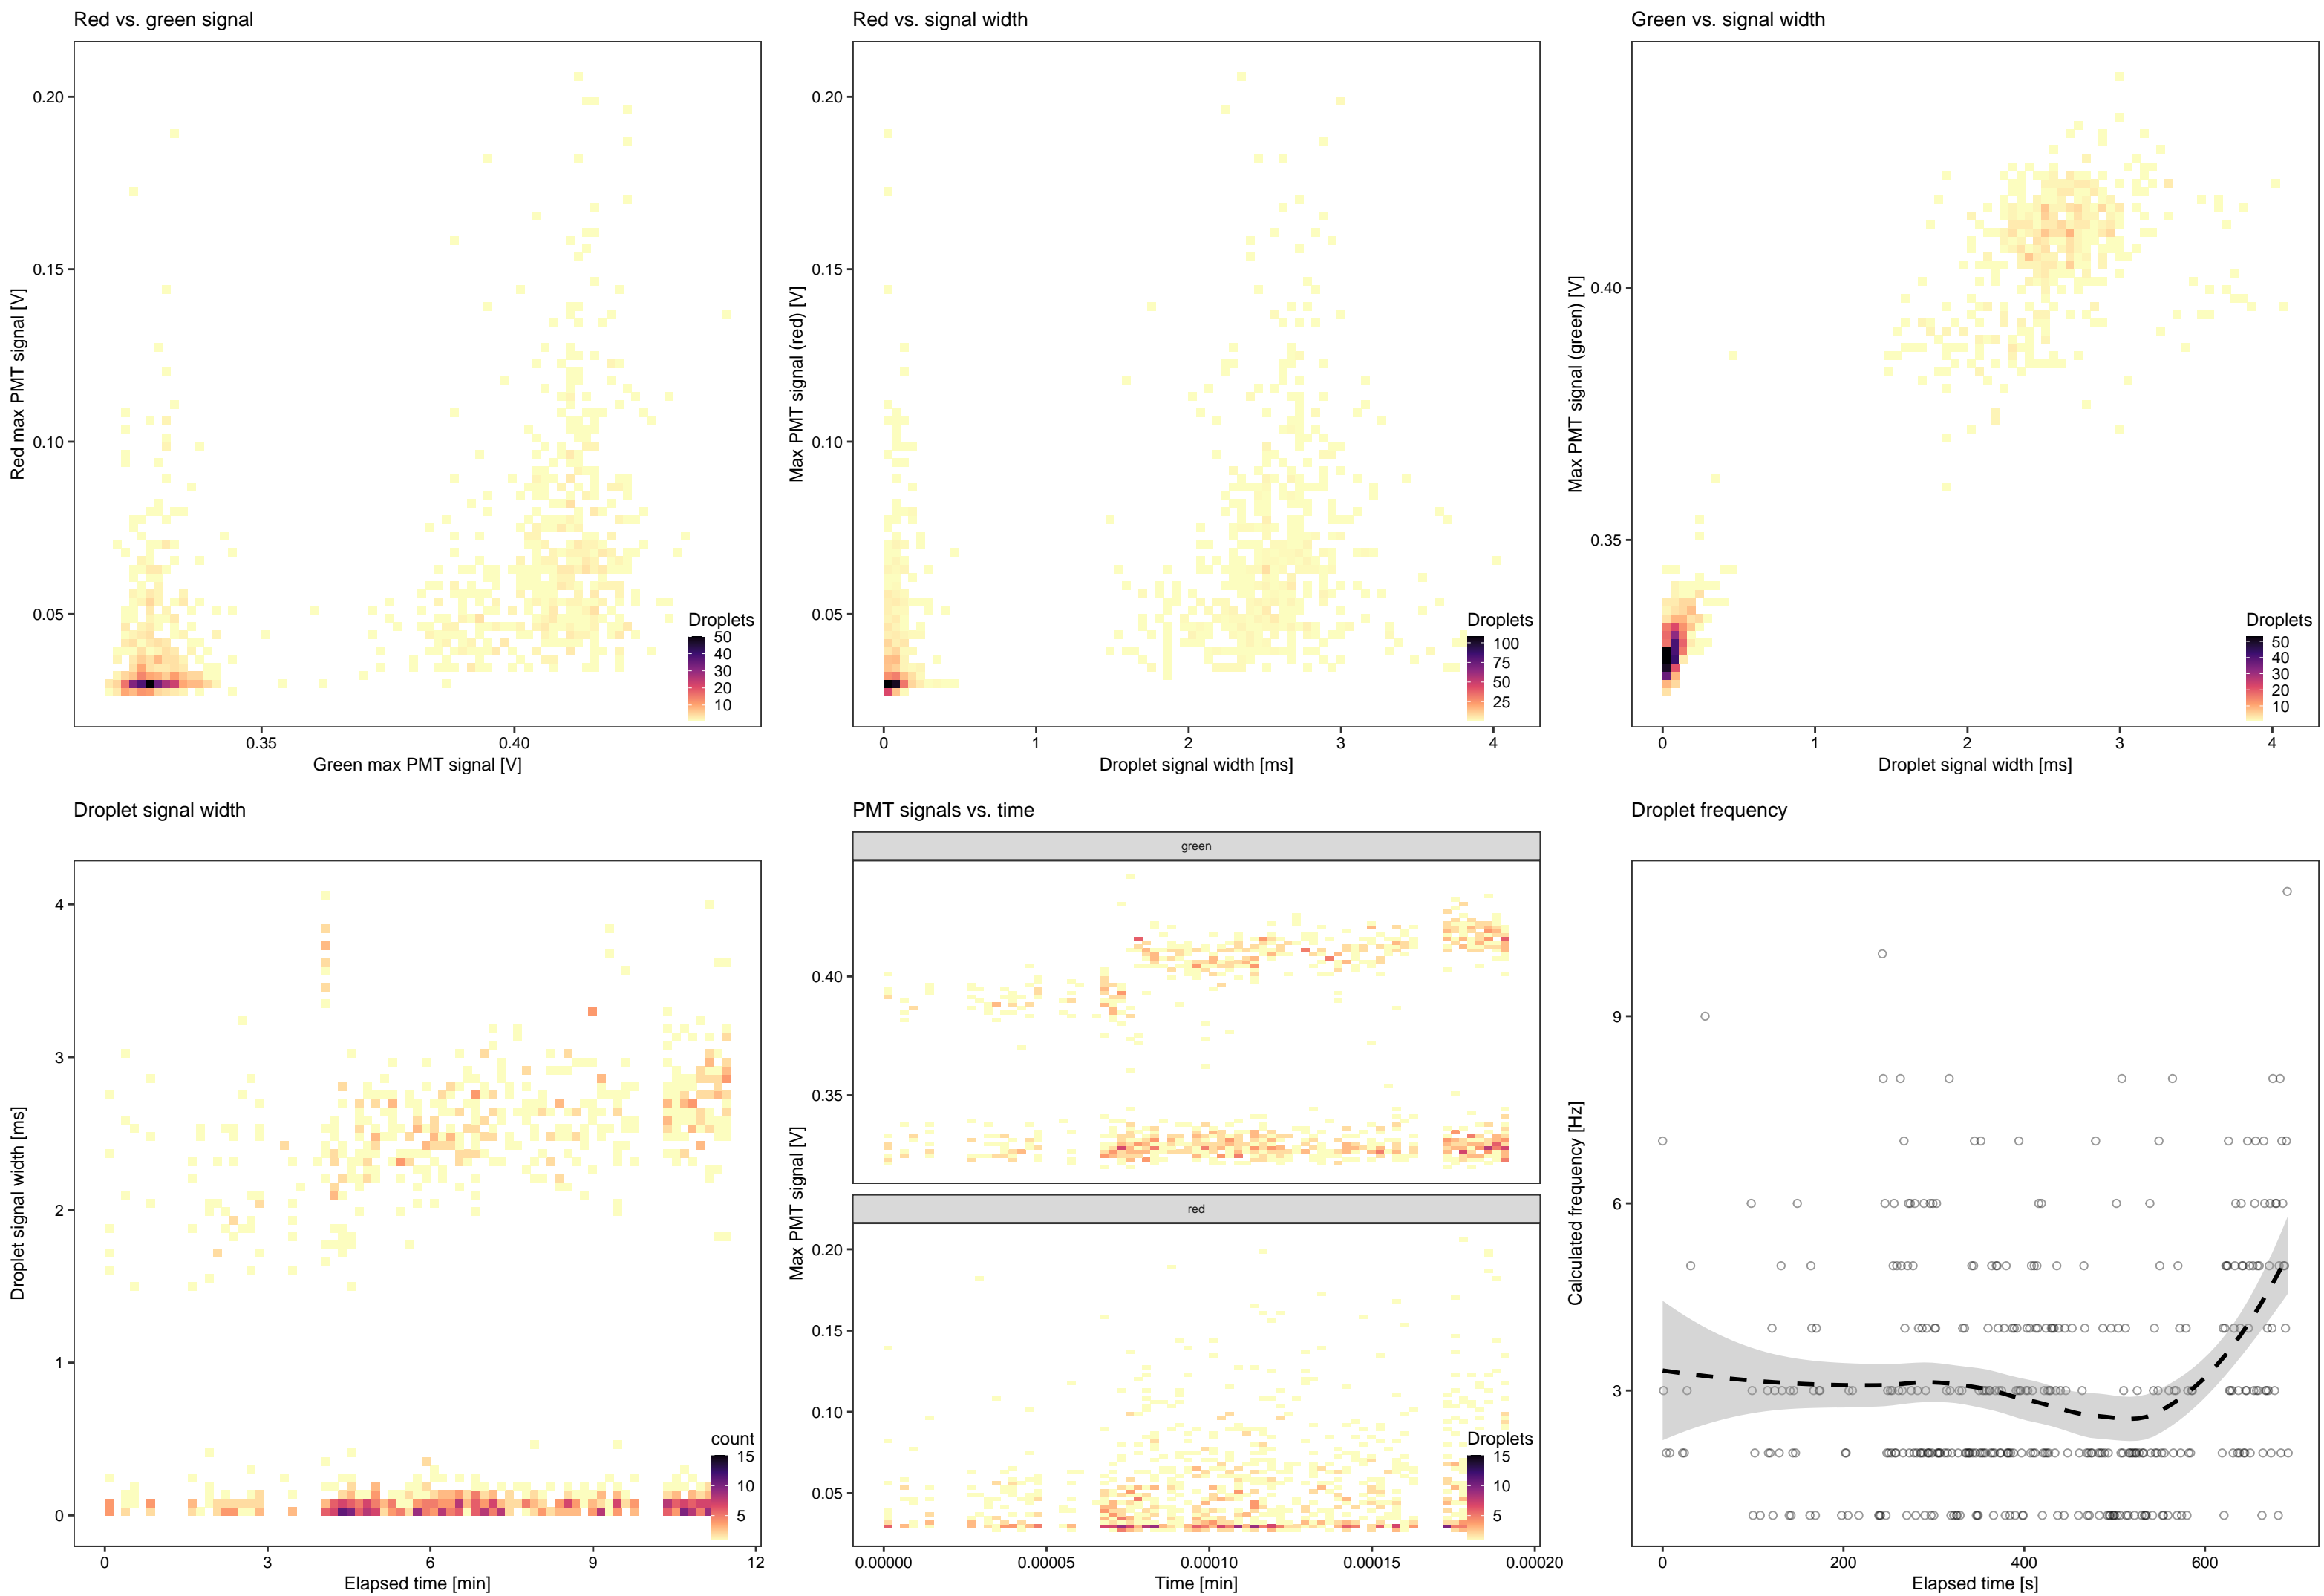 Red vs. green signal
Red max PMT signal [V]
0.20
0.15
0.10
0.05
Droplets
50
40
30
20
10
0.35
0.40
Green max PMT signal [V]
Red vs. signal width
Max PMT signal (red) [V]
0.20
0.15
0.10
0.05
Droplets
100
75
50
25
0
1
2
3
4
Droplet signal width [ms]
Green vs. signal width
Max PMT signal (green) [V]
0.40
0.35
Droplets
50
40
30
20
10
0
1
2
3
4
Droplet signal width [ms]
Droplet signal width
Droplet signal width [ms]
4
3
2
1
0
count
15
10
5
0
3
6
9
12
Elapsed time [min]
PMT signals vs. time
green
Max PMT signal [V]
0.40
0.35
red
0.20
0.15
0.10
0.05
Droplets
15
10
5
0.00000
0.00005
0.00010
0.00015
0.00020
Time [min]
Droplet frequency
Calculated frequency [Hz]
9
6
3
0
200
400
600
Elapsed time [s]